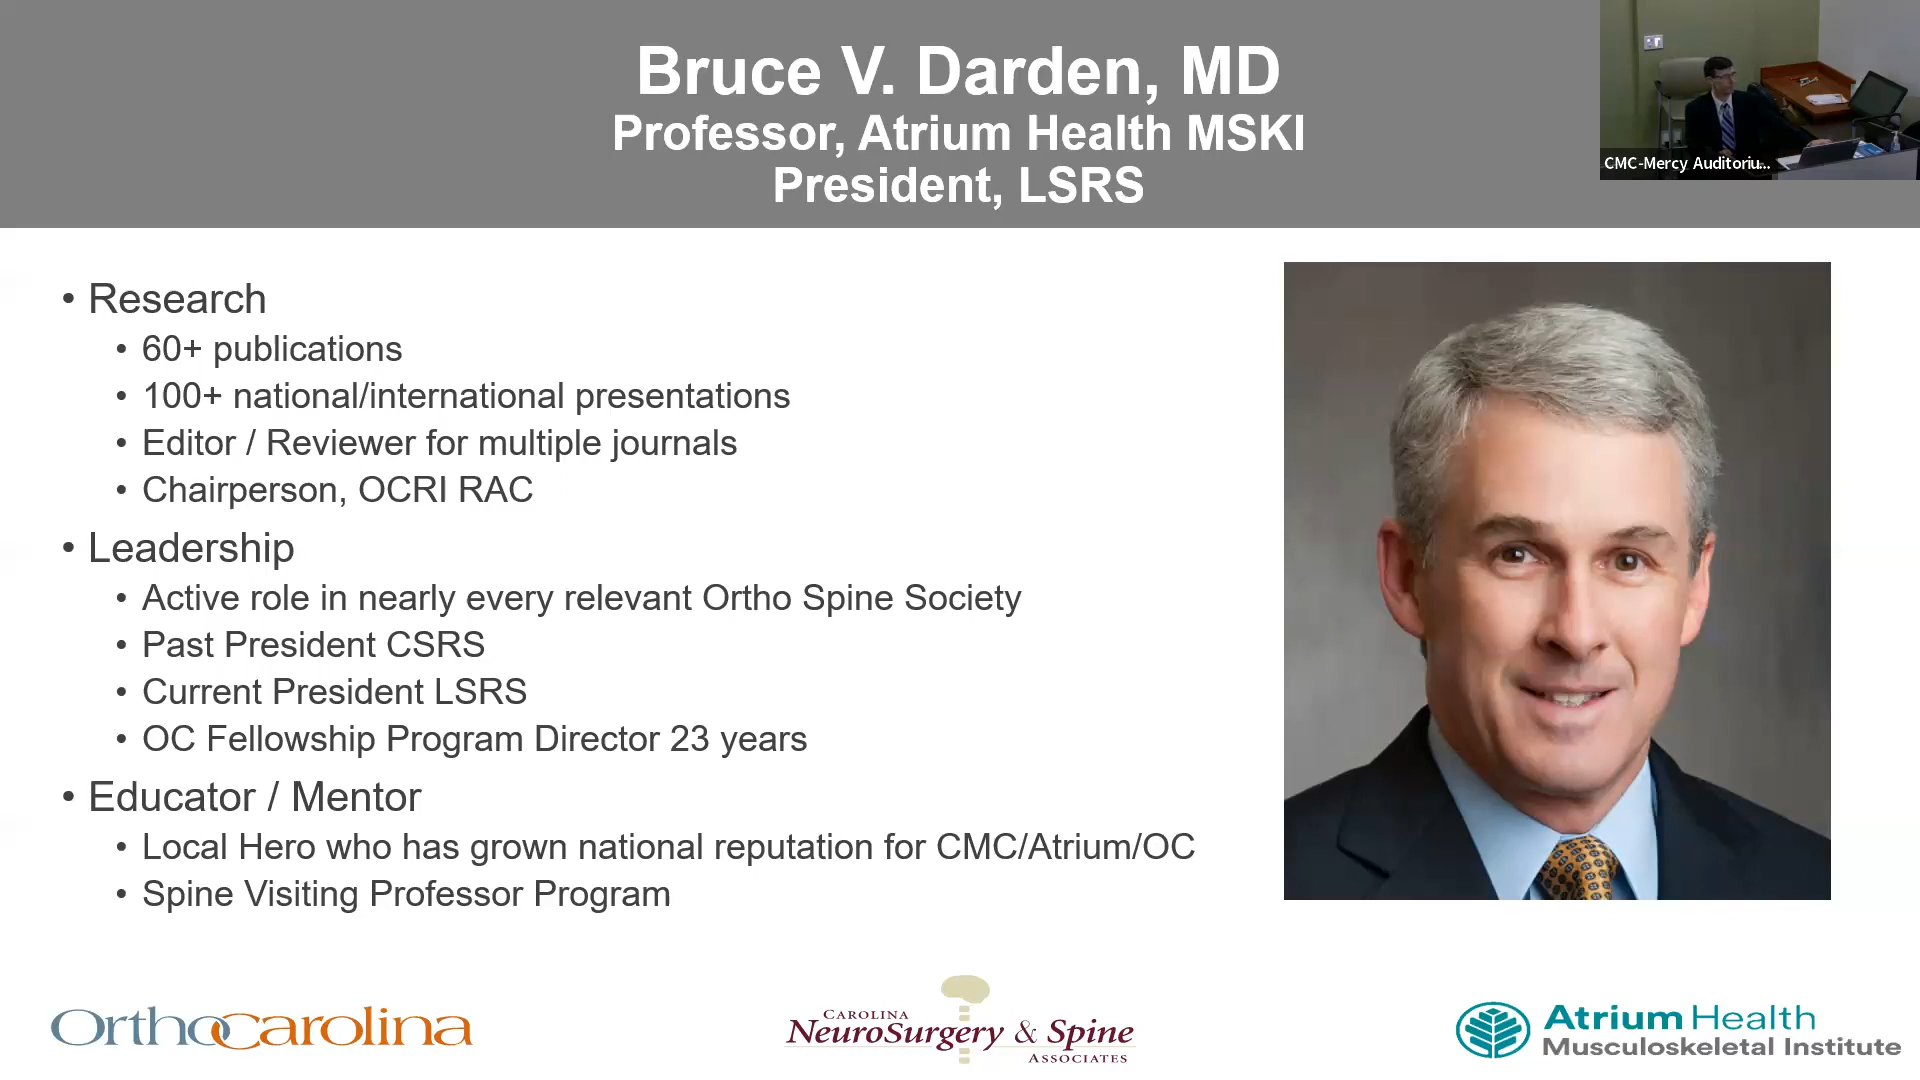 Bruce V. Darden, MD
Professor, Atrium Health MSKI
President, LSRS
CMC-Mercy Auditoriu...
• Research
• 60+ publications
• 100+ national/international presentations
• Editor / Reviewer for multiple journals
• Chairperson, OCRI RAC
• Leadership
• Active role in nearly every relevant Ortho Spine Society
• Past President CSRS
• Current President LSRS
• OC Fellowship Program Director 23 years
• Educator / Mentor
• Local Hero who has grown national reputation for CMC/Atrium/OC
• Spine Visiting Professor Program
OrthoCarolina
CAROLINA
NEUROSURGERY & SPINE
ASSOCIATES
Atrium Health
Musculoskeletal Institute